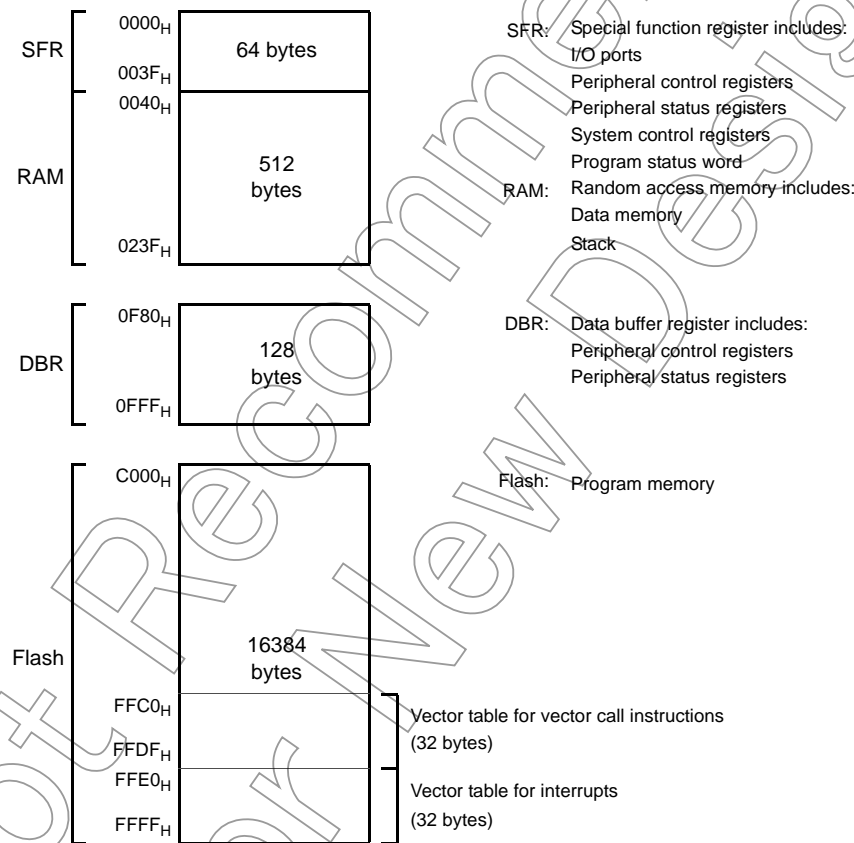 0000H
SFR
64 bytes
003FH
0040H
RAM
512
bytes
023FH
0F80H
DBR
128
bytes
0FFFH
C000H
Flash
16384
bytes
FFC0H
FFDFH
FFE0H
FFFFH
Vector table for vector call instructions
(32 bytes)
Vector table for interrupts
(32 bytes)
SFR: Special function register includes:
I/O ports
Peripheral control registers
Peripheral status registers
System control registers
Program status word
RAM: Random access memory includes:
Data memory
Stack
DBR: Data buffer register includes:
Peripheral control registers
Peripheral status registers
Flash: Program memory